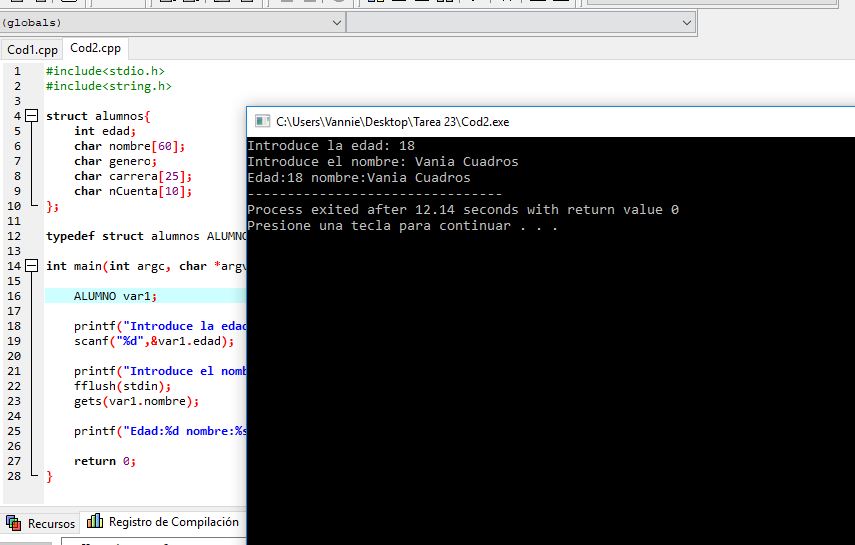 (globals)
Cod1.cpp Cod2.cpp
1 #include<stdio.h>
2 #include<string.h>
3
4 struct alumnos{
5 int edad;
6 char nombre[60];
7 char genero;
8 char carrera[25];
9 char nCuenta[10];
10 };
11
12 typedef struct alumnos ALUMNO
13
14 int main(int argc, char *argv
15
16 ALUMNO var1;
17
18 printf("Introduce la edad
19 scanf("%d",&var1.edad);
20
21 printf("Introduce el nomb
22 fflush(stdin);
23 gets(var1.nombre);
24
25 printf("Edad:%d nombre:%s
26
27 return 0;
28 }
C:\Users\Vannie\Desktop\Tarea 23\Cod2.exe
Introduce la edad: 18
Introduce el nombre: Vania Cuadros
Edad:18 nombre:Vania Cuadros
--------------------------------
Process exited after 12.14 seconds with return value 0
Presione una tecla para continuar . . .
Recursos Registro de Compilación